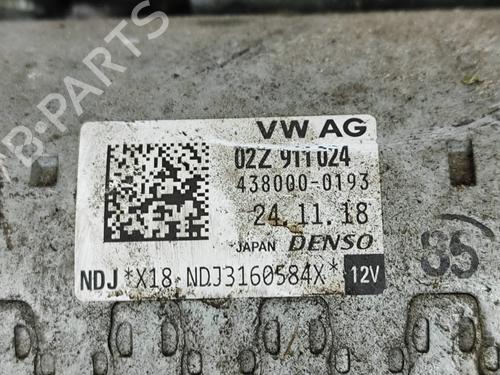 B-PARTS
VW AG
02Z 911 024
438000-0193
24.11.18
JAPAN DENSO
NDJ *X18-NDJ3160584X* 12V
85